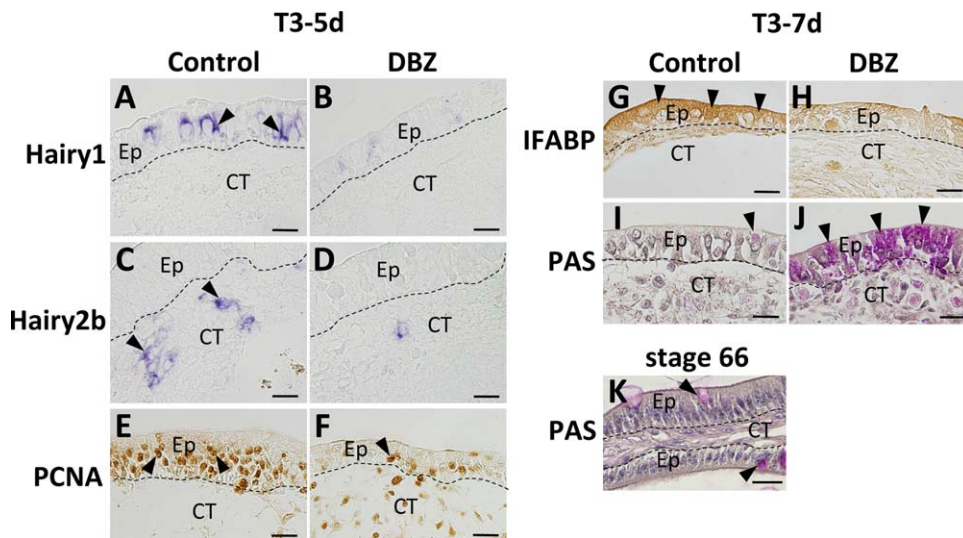 T3-5d
T3-7d
Control
DBZ
Control
DBZ
Hairy1
A
Ep
CT
B
Ep
CT
IFABP
G
Ep
CT
H
Ep
CT
PAS
I
Ep
CT
J
Ep
CT
Hairy2b
C
Ep
CT
D
Ep
CT
stage 66
PAS
K
Ep
CT
Ep
PCNA
E
Ep
CT
F
Ep
CT